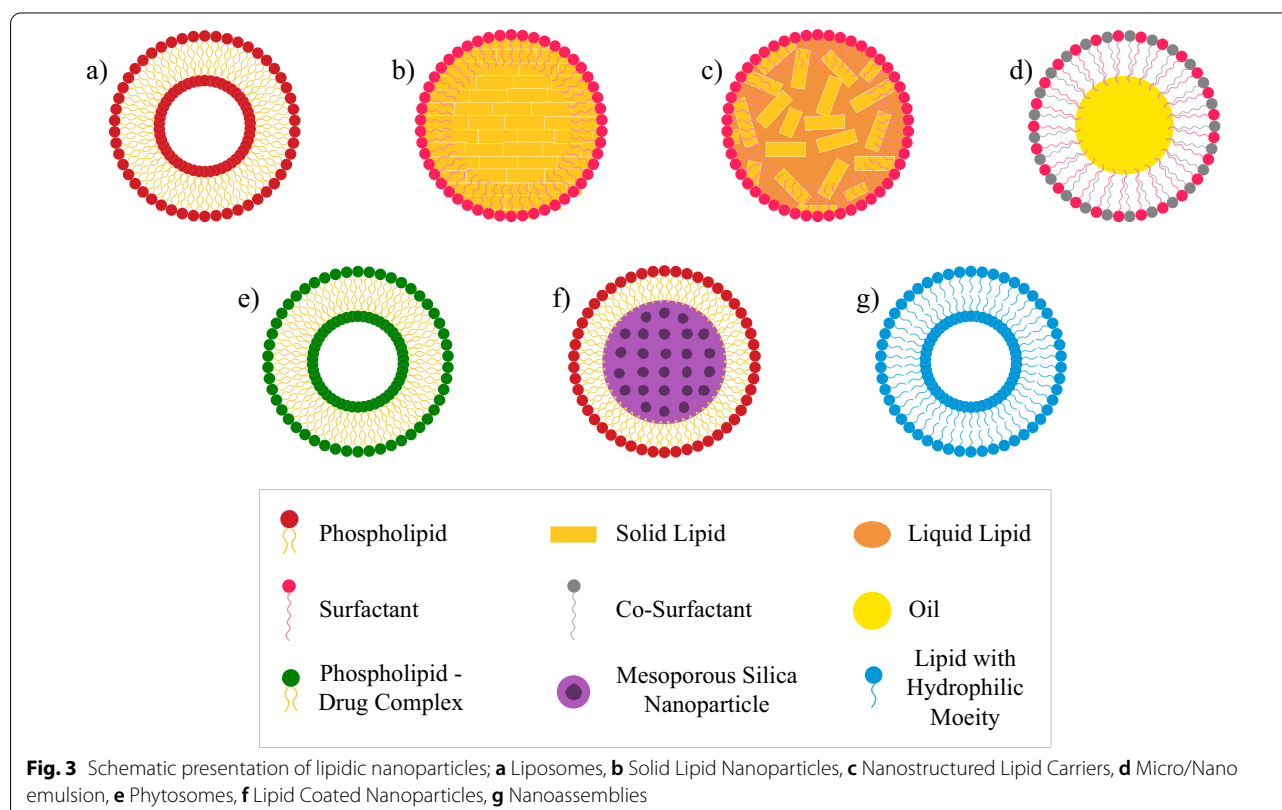 a)
b)
c)
d)
e)
f)
g)
Phospholipid
Solid Lipid
Liquid Lipid
Surfactant
Co-Surfactant
Oil
Phospholipid -
Drug Complex
Mesoporous Silica
Nanoparticle
Lipid with
Hydrophilic
Moeity
Fig. 3 Schematic presentation of lipidic nanoparticles; a Liposomes, b Solid Lipid Nanoparticles, c Nanostructured Lipid Carriers, d Micro/Nano
emulsion, e Phytosomes, f Lipid Coated Nanoparticles, g Nanoassemblies